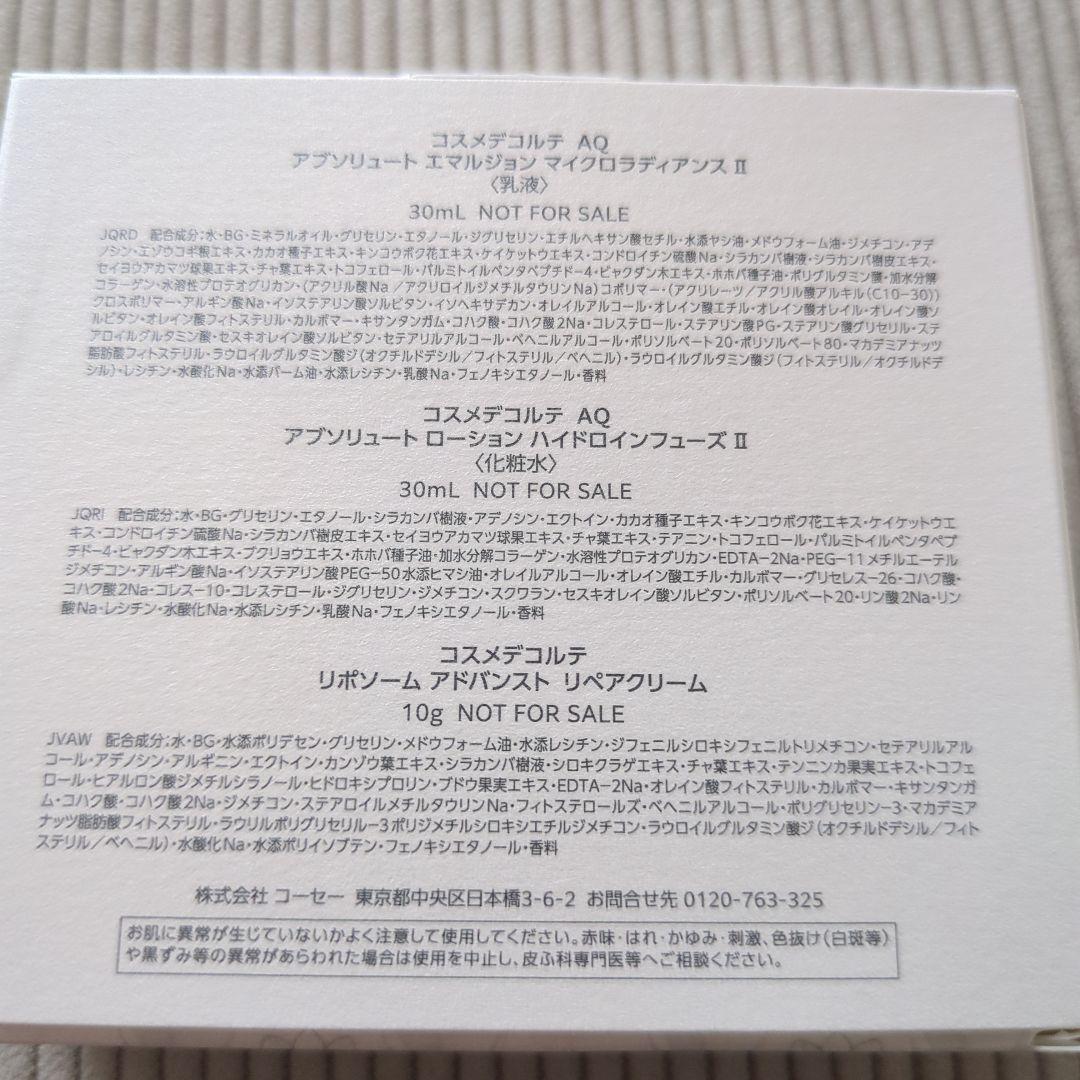 コスメデコルテ AQ
アブソリュート エマルジョン マイクロラディアンス Ⅱ
〈乳液〉
30mL NOT FOR SALE
JQRD 配合成分：水・BG・ミネラルオイル・グリセリン・エタノール・ジグリセリン・エチルヘキサン酸セチル・水添ヤシ油・メドウフォーム油・ジメチコン・アデ
ノシン・エゾウコギ根エキス・カカオ種子エキス・キンコウボク花エキス・ケイケットウエキス・コンドロイチン硫酸Na・シラカンバ樹液・シラカンバ樹皮エキス・
セイヨウアカマツ球果エキス・チャ葉エキス・トコフェロール・パルミトイルペンタペプチド-4・ビャクダン木エキス・ホホバ種子油・ポリグルタミン酸・加水分解
コラーゲン・水溶性プロテオグリカン・(アクリル酸Na／アクリロイルジメチルタウリンNa)コポリマー・(アクリレーツ／アクリル酸アルキル(C10-30))
クロスポリマー・アルギン酸Na・イソステアリン酸ソルビタン・イソヘキサデカン・オレイルアルコール・オレイン酸エチル・オレイン酸オレイル・オレイン酸ソ
ルビタン・オレイン酸フィトステリル・カルボマー・キサンタンガム・コハク酸・コハク酸2Na・コレステロール・ステアリン酸PG・ステアリン酸グリセリル・ステ
アロイルグルタミン酸・セスキオレイン酸ソルビタン・セテアリルアルコール・ベヘニルアルコール・ポリソルベート20・ポリソルベート80・マカデミアナッツ
脂肪酸フィトステリル・ラウロイルグルタミン酸ジ(オクチルドデシル／フィトステリル／ベヘニル)・ラウロイルグルタミン酸ジ(フィトステリル／オクチルドデ
シル)・レシチン・水酸化Na・水添パーム油・水添レシチン・乳酸Na・フェノキシエタノール・香料
コスメデコルテ AQ
アブソリュート ローション ハイドロインフューズ Ⅱ
〈化粧水〉
30mL NOT FOR SALE
JQRI 配合成分：水・BG・グリセリン・エタノール・シラカンバ樹液・アデノシン・エクトイン・カカオ種子エキス・キンコウボク花エキス・ケイケットウエ
キス・コンドロイチン硫酸Na・シラカンバ樹皮エキス・セイヨウアカマツ球果エキス・チャ葉エキス・テアニン・トコフェロール・パルミトイルペンタペプ
チド-4・ビャクダン木エキス・ブクリョウエキス・ホホバ種子油・加水分解コラーゲン・水溶性プロテオグリカン・EDTA-2Na・PEG-11メチルエーテル
ジメチコン・アルギン酸Na・イソステアリン酸PEG-50水添ヒマシ油・オレイルアルコール・オレイン酸エチル・カルボマー・グリセレス-26・コハク酸・
コハク酸2Na・コレス-10・コレステロール・ジグリセリン・ジメチコン・スクワラン・セスキオレイン酸ソルビタン・ポリソルベート20・リン酸2Na・リン
酸Na・レシチン・水酸化Na・水添レシチン・乳酸Na・フェノキシエタノール・香料
コスメデコルテ
リポソーム アドバンスト リペアクリーム
10g NOT FOR SALE
JVAW 配合成分：水・BG・水添ポリデセン・グリセリン・メドウフォーム油・水添レシチン・ジフェニルシロキシフェニルトリメチコン・セテアリルアル
コール・アデノシン・アルギニン・エクトイン・カンゾウ葉エキス・シラカンバ樹液・シロキクラゲエキス・チャ葉エキス・テンニンカ果実エキス・トコフェ
ロール・ヒアルロン酸ジメチルシラノール・ヒドロキシプロリン・ブドウ果実エキス・EDTA-2Na・オレイン酸フィトステリル・カルボマー・キサンタンガ
ム・コハク酸・コハク酸2Na・ジメチコン・ステアロイルメチルタウリンNa・フィトステロールズ・ベヘニルアルコール・ポリグリセリン-3・マカデミア
ナッツ脂肪酸フィトステリル・ラウリルポリグリセリル-3ポリジメチルシロキシエチルジメチコン・ラウロイルグルタミン酸ジ(オクチルドデシル／フィト
ステリル／ベヘニル)・水酸化Na・水添ポリイソブテン・フェノキシエタノール・香料
株式会社 コーセー 東京都中央区日本橋3-6-2 お問合せ先 0120-763-325
お肌に異常が生じていないかよく注意して使用してください。赤味・はれ・かゆみ・刺激、色抜け(白斑等)
や黒ずみ等の異常があらわれた場合は使用を中止し、皮ふ科専門医等へご相談ください。